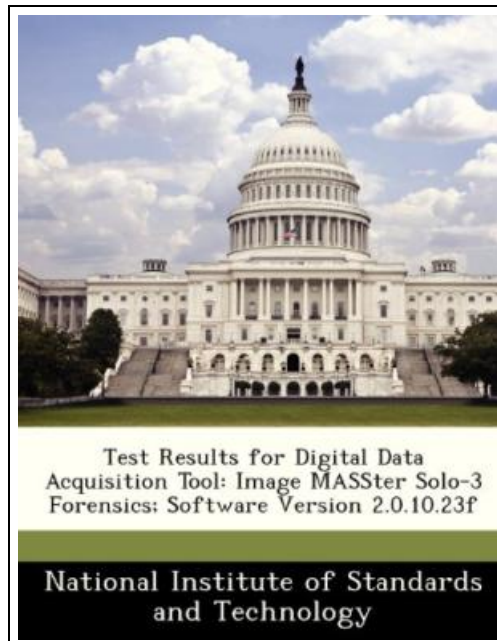 Test Results for Digital Data
Acquisition Tool: Image MASSter Solo-3
Forensics; Software Version 2.0.10.23f
National Institute of Standards
and Technology